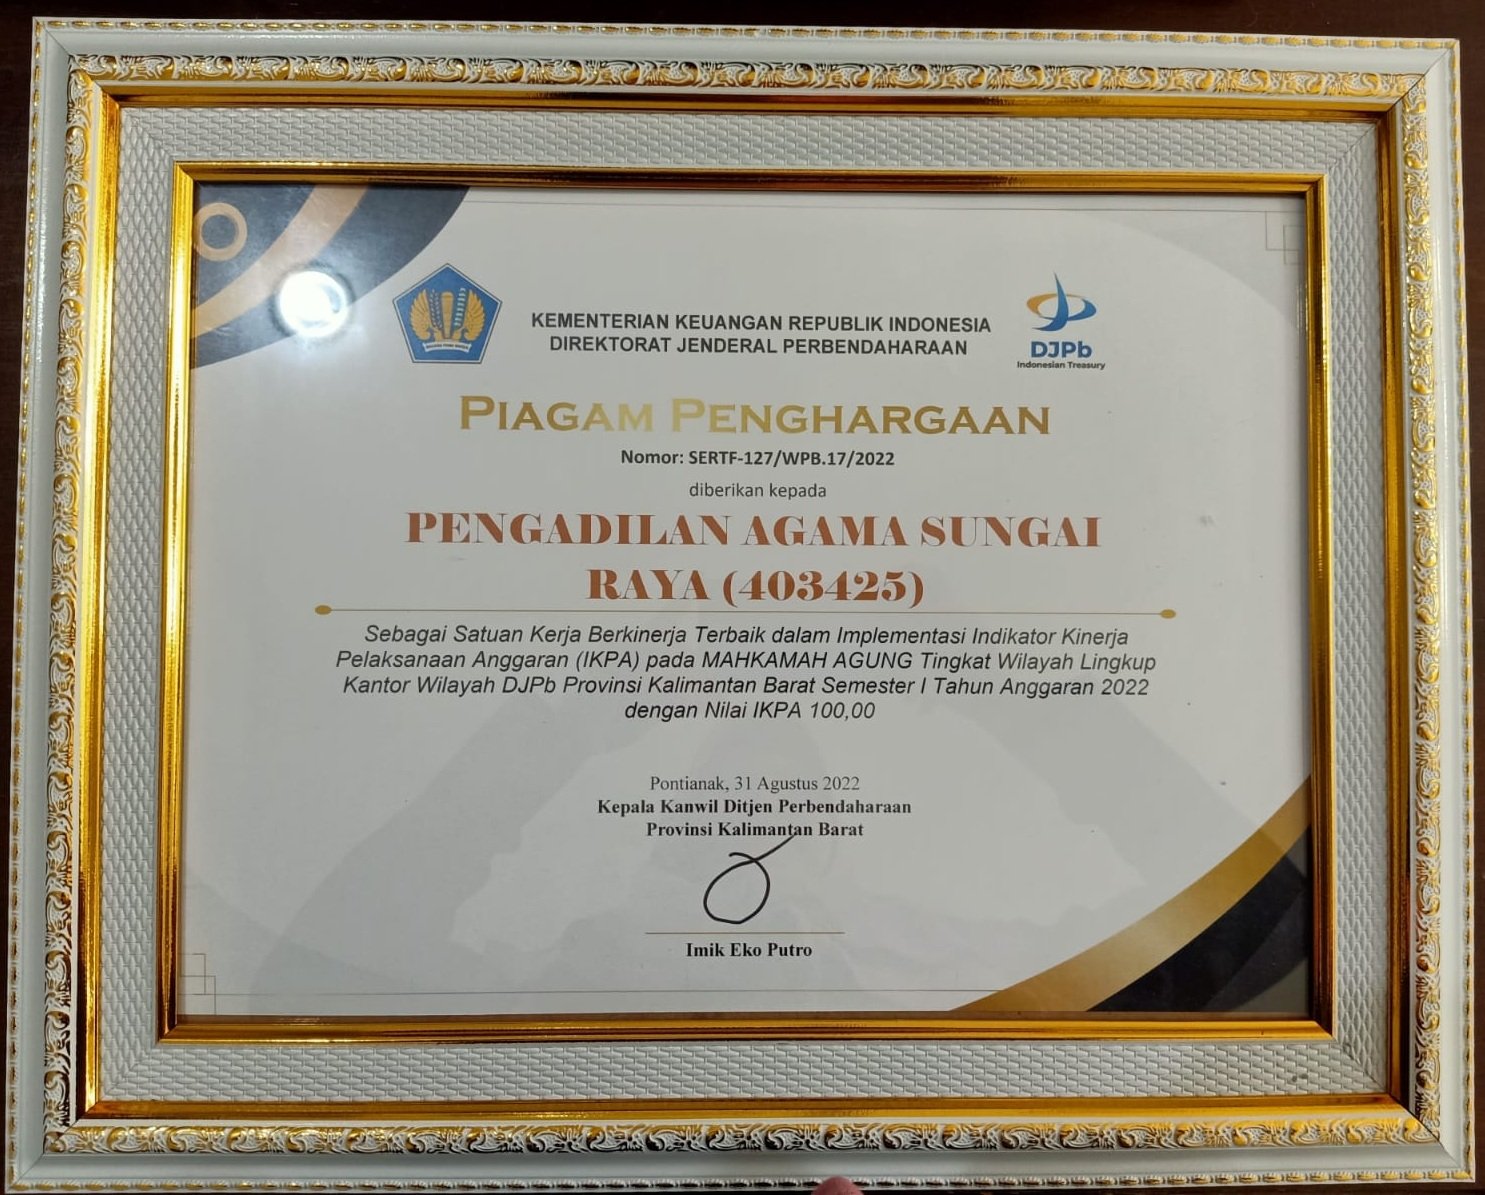 KEMENTERIAN KEUANGAN REPUBLIK INDONESIA
DIREKTORAT JENDERAL PERBENDAHARAAN
DJPb
Indonesian Treasury
PIAGAM PENGHARGAAN
Nomor: SERTF-127/WPB.17/2022
diberikan kepada
PENGADILAN AGAMA SUNGAI
RAYA (403425)
Sebagai Satuan Kerja Berkinerja Terbaik dalam Implementasi Indikator Kinerja
Pelaksanaan Anggaran (IKPA) pada MAHKAMAH AGUNG Tingkat Wilayah Lingkup
Kantor Wilayah DJPb Provinsi Kalimantan Barat Semester I Tahun Anggaran 2022
dengan Nilai IKPA 100,00
Pontianak, 31 Agustus 2022
Kepala Kanwil Ditjen Perbendaharaan
Provinsi Kalimantan Barat
Imik Eko Putro